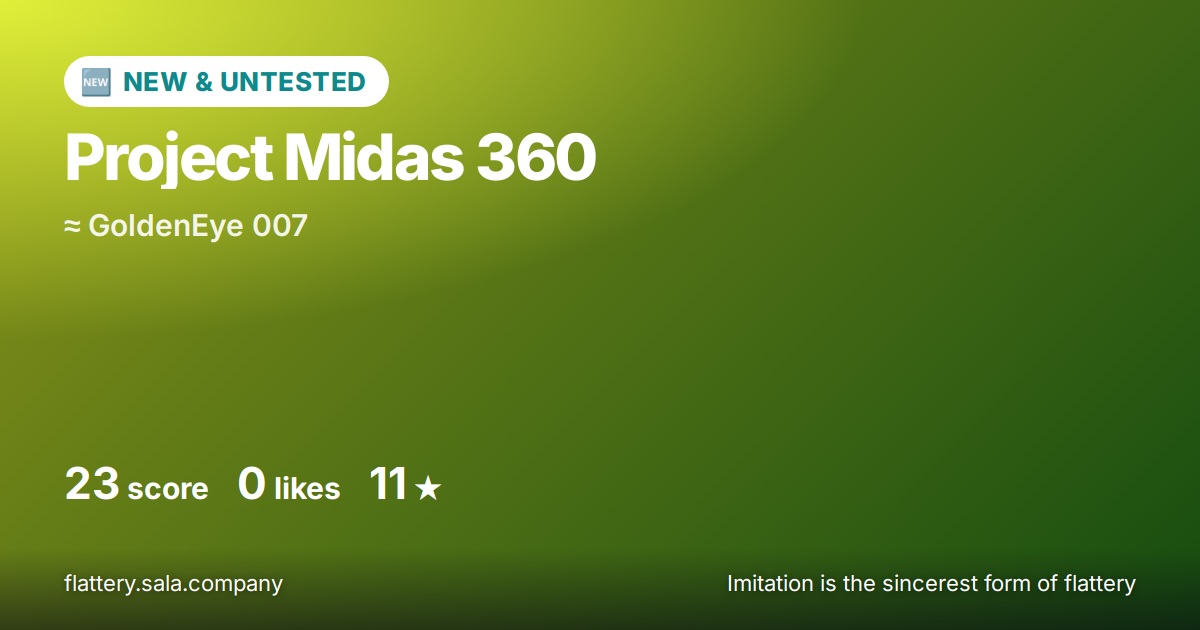 🆕 NEW & UNTESTED
Project Midas 360
≈ GoldenEye 007
23 score 0 likes 11 ★
flattery.sala.company
Imitation is the sincerest form of flattery